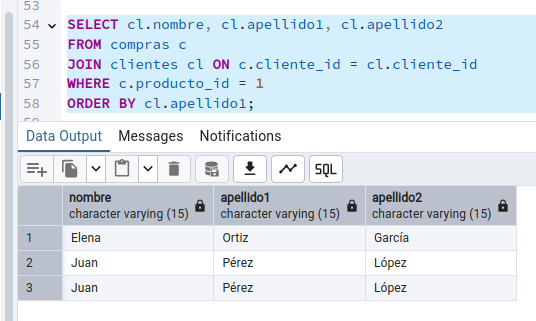 53
54 SELECT cl.nombre, cl.apellido1, cl.apellido2
55 FROM compras c
56 JOIN clientes cl ON c.cliente_id = cl.cliente_id
57 WHERE c.producto_id = 1
58 ORDER BY cl.apellido1;
Data Output Messages Notifications
SQL
nombre apellido1 apellido2
character varying (15) character varying (15) character varying (15)
1 Elena Ortiz García
2 Juan Pérez López
3 Juan Pérez López